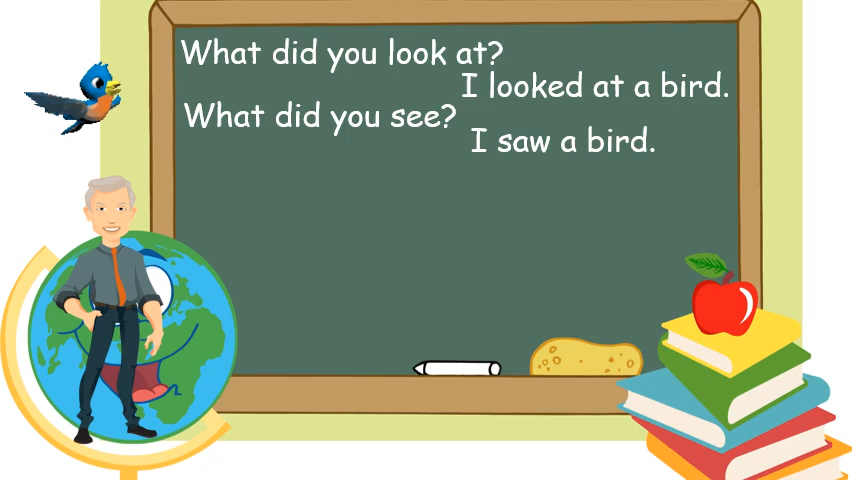 What did you look at?
I looked at a bird.
What did you see?
I saw a bird.